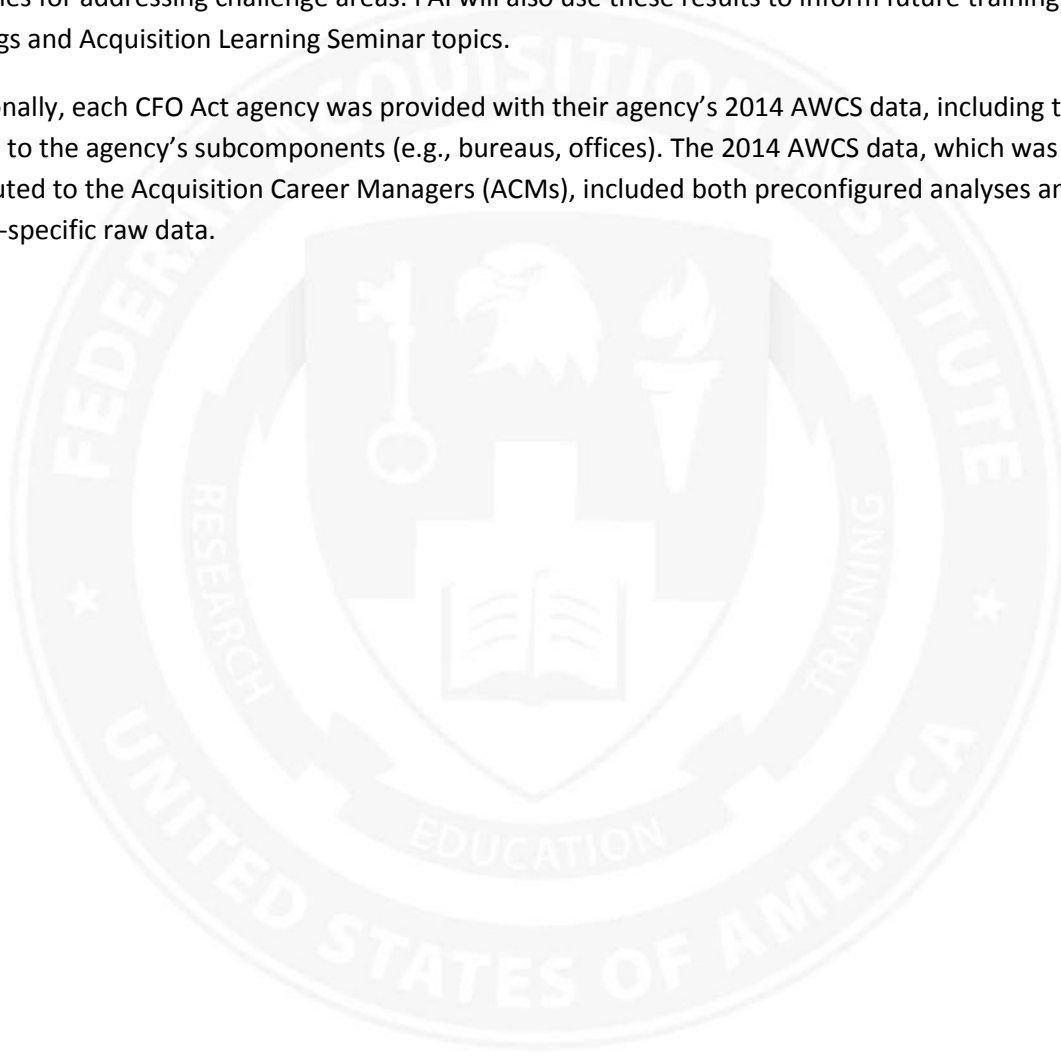 es for addressing challenge areas. FAI will also use these results to inform future training
gs and Acquisition Learning Seminar topics.
onally, each CFO Act agency was provided with their agency's 2014 AWCS data, including t
to the agency's subcomponents (e.g., bureaus, offices). The 2014 AWCS data, which was
uted to the Acquisition Career Managers (ACMs), included both preconfigured analyses an
-specific raw data.
FEDERAL ACQUISITION INSTITUTE
RESEARCH
TRAINING
EDUCATION
UNITED STATES OF AMERICA